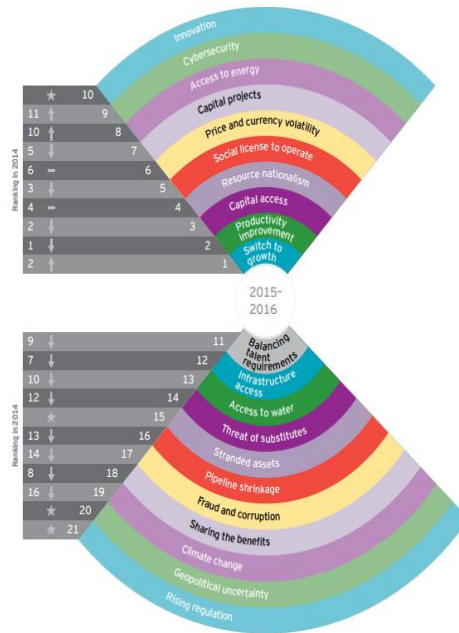 Ranking in 2014
★ 10 Innovation
11 ↑ 9 Cybersecurity
10 ↑ 8 Access to energy
5 ↓ 7 Capital projects
6 – 6 Price and currency volatility
3 ↓ 5 Social license to operate
4 – 4 Resource nationalism
2 ↓ 3 Capital access
1 ↓ 2 Productivity
improvement
2 ↑ 1 Switch to
growth
2015-
2016
Ranking in 2014
9 ↓ 11 Balancing
talent
requirements
7 ↓ 12 Infrastructure
access
10 ↓ 13 Access to water
12 ↓ 14 Threat of substitutes
★ 15 Stranded assets
13 ↓ 16 Pipeline shrinkage
14 ↓ 17 Fraud and corruption
8 ↓ 18 Sharing the benefits
16 ↓ 19 Climate change
★ 20 Geopolitical uncertainty
★ 21 Rising regulation